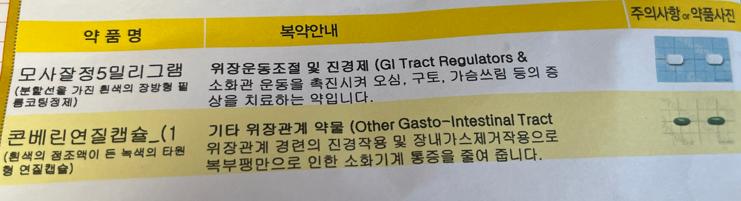 약 품 명
복약안내
주의사항 or 약품사진
모사잘정5밀리그램
(분할선을 가진 흰색의 장방형 필
름코팅정제)
위장운동조절 및 진경제 (GI Tract Regulators &
소화관 운동을 촉진시켜 오심, 구토, 가슴쓰림 등의 증
상을 치료하는 약입니다.
콘베린연질캡슐_(1
(흰색의 점조액이 든 녹색의 타원
형 연질캡슐)
기타 위장관계 약물 (Other Gasto-Intestinal Tract
위장관계 경련의 진경작용 및 장내가스제거작용으로
복부팽만으로 인한 소화기계 통증을 줄여 줍니다.